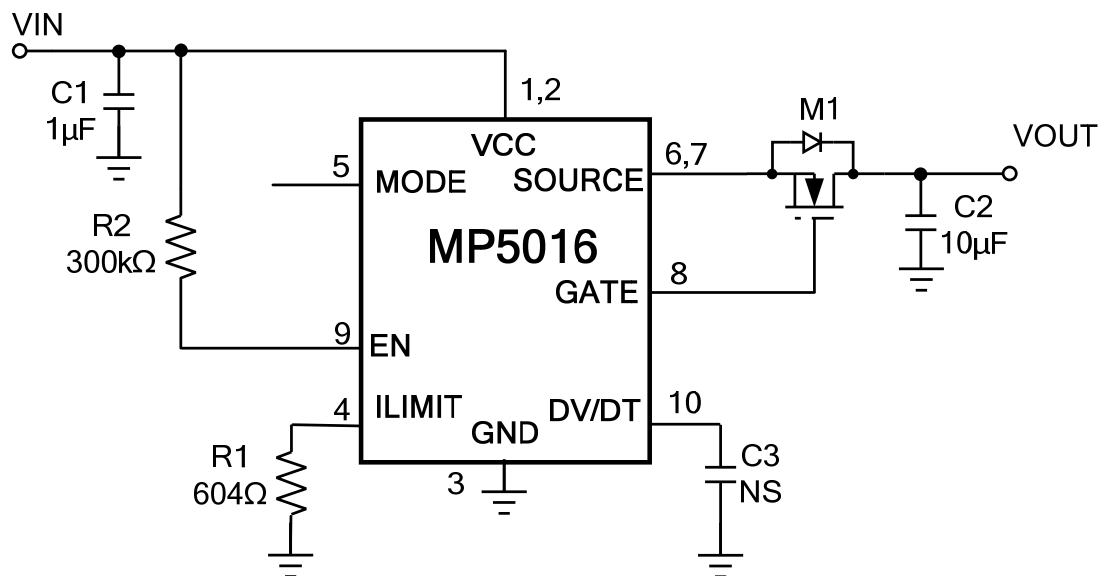 VIN
C1
1µF
1,2
M1
VOUT
VCC
5
MODE
SOURCE
6,7
R2
300kΩ
MP5016
C2
10µF
GATE
8
9
EN
4
ILIMIT
DV/DT
10
GND
R1
604Ω
3
C3
NS